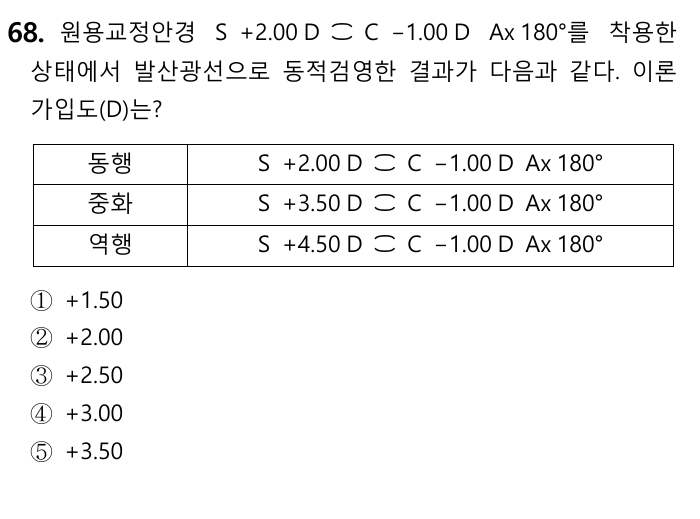 68. 원용교정안경 S +2.00 D ⊃ C −1.00 D Ax 180°를 착용한
상태에서 발산광선으로 동적검영한 결과가 다음과 같다. 이론
가입도(D)는?
동행 S +2.00 D ⊃ C −1.00 D Ax 180°
중화 S +3.50 D ⊃ C −1.00 D Ax 180°
역행 S +4.50 D ⊃ C −1.00 D Ax 180°
① +1.50
② +2.00
③ +2.50
④ +3.00
⑤ +3.50